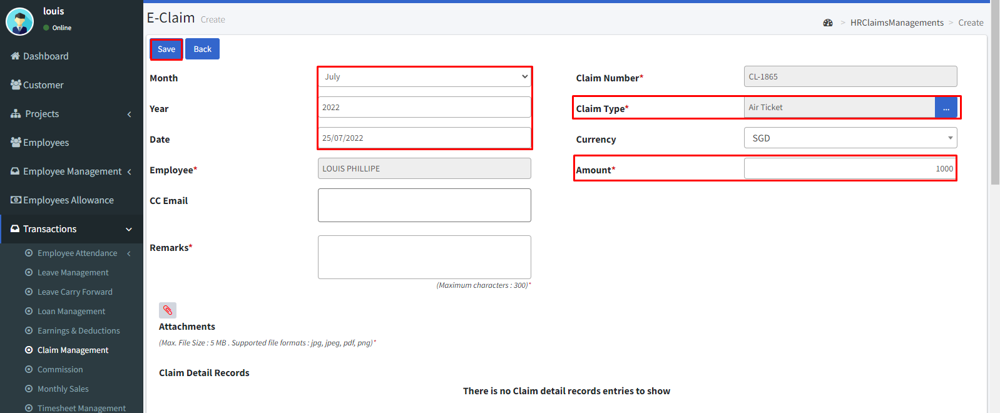 louis
Online
Dashboard
Customer
Projects
Employees
Employee Management
Employees Allowance
Transactions
Employee Attendance
Leave Management
Leave Carry Forward
Loan Management
Earnings & Deductions
Claim Management
Commission
Monthly Sales
Timesheet Management
E-Claim Create
> HRClaimsManagements > Create
Save Back
Month July
Year 2022
Date 25/07/2022
Employee* LOUIS PHILLIPE
CC Email
Remarks*
(Maximum characters : 300)*
Claim Number* CL-1865
Claim Type* Air Ticket ...
Currency SGD
Amount* 1000
Attachments
(Max. File Size : 5 MB . Supported file formats : jpg, jpeg, pdf, png)*
Claim Detail Records
There is no Claim detail records entries to show